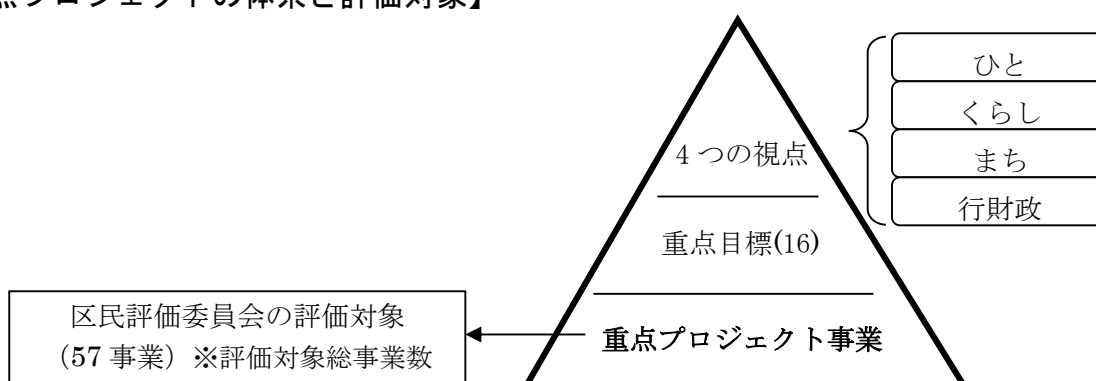 点プロジェクトの体系と評価対象】
ひと
くらし
4つの視点
まち
行財政
重点目標(16)
区民評価委員会の評価対象
(57事業)※評価対象総事業数
重点プロジェクト事業